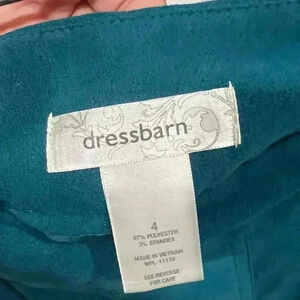 dressbarn
4
97% POLYESTER
3% SPANDEX
MADE IN VIETNAM
WPL-11178
SEE REVERSE
FOR CARE